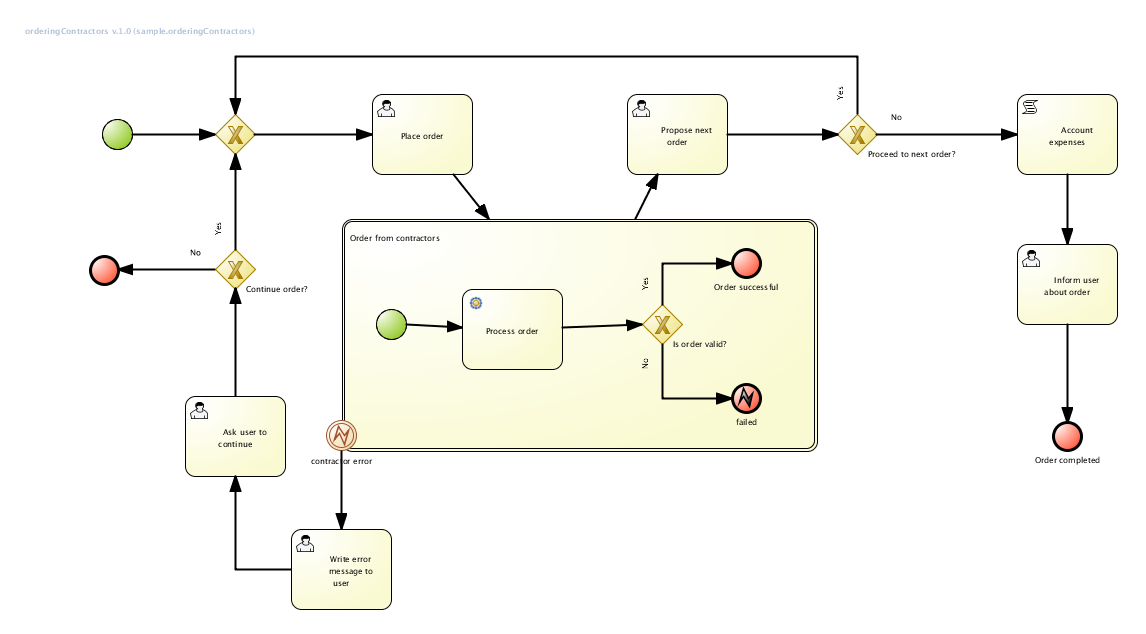 orderingContractors v.1.0 (sample.orderingContractors)
Yes
No
Place order
Propose next
order
Account
expenses
Proceed to next order?
Yes
No
Continue order?
Order from contractors
Inform user
about order
Yes
Order successful
Process order
Is order valid?
No
failed
Ask user to
continue
contractor error
Order completed
Write error
message to
user